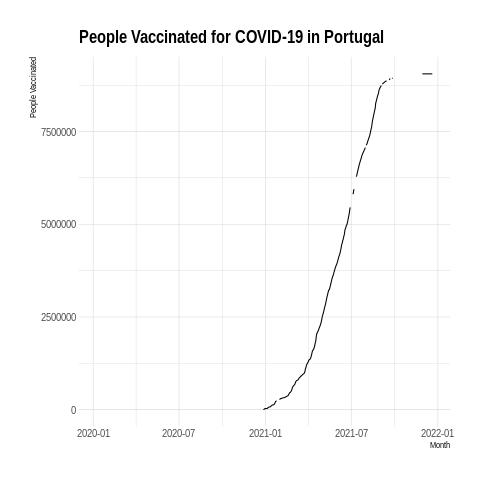 People Vaccinated for COVID-19 in Portugal
People Vaccinated
7500000
5000000
2500000
0
2020-01 2020-07 2021-01 2021-07 2022-01
Month